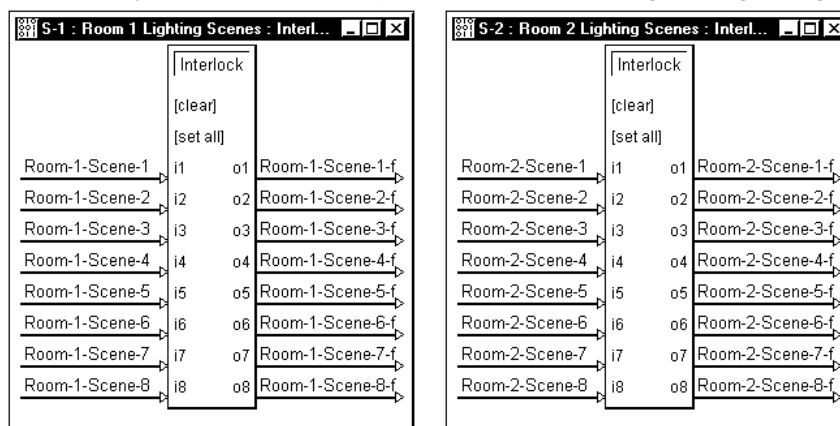 S-1 : Room 1 Lighting Scenes : Interl...
Interlock
[clear]
[set all]
Room-1-Scene-1 i1 o1 Room-1-Scene-1-f
Room-1-Scene-2 i2 o2 Room-1-Scene-2-f
Room-1-Scene-3 i3 o3 Room-1-Scene-3-f
Room-1-Scene-4 i4 o4 Room-1-Scene-4-f
Room-1-Scene-5 i5 o5 Room-1-Scene-5-f
Room-1-Scene-6 i6 o6 Room-1-Scene-6-f
Room-1-Scene-7 i7 o7 Room-1-Scene-7-f
Room-1-Scene-8 i8 o8 Room-1-Scene-8-f
S-2 : Room 2 Lighting Scenes : Interl...
Interlock
[clear]
[set all]
Room-2-Scene-1 i1 o1 Room-2-Scene-1-f
Room-2-Scene-2 i2 o2 Room-2-Scene-2-f
Room-2-Scene-3 i3 o3 Room-2-Scene-3-f
Room-2-Scene-4 i4 o4 Room-2-Scene-4-f
Room-2-Scene-5 i5 o5 Room-2-Scene-5-f
Room-2-Scene-6 i6 o6 Room-2-Scene-6-f
Room-2-Scene-7 i7 o7 Room-2-Scene-7-f
Room-2-Scene-8 i8 o8 Room-2-Scene-8-f